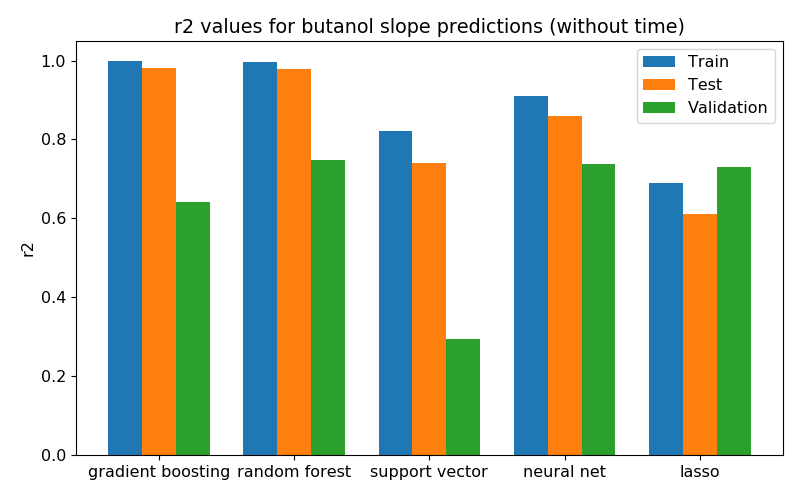 r2 values for butanol slope predictions (without time)
Train
Test
Validation
r2
1.0
0.8
0.6
0.4
0.2
0.0
gradient boosting random forest support vector neural net lasso